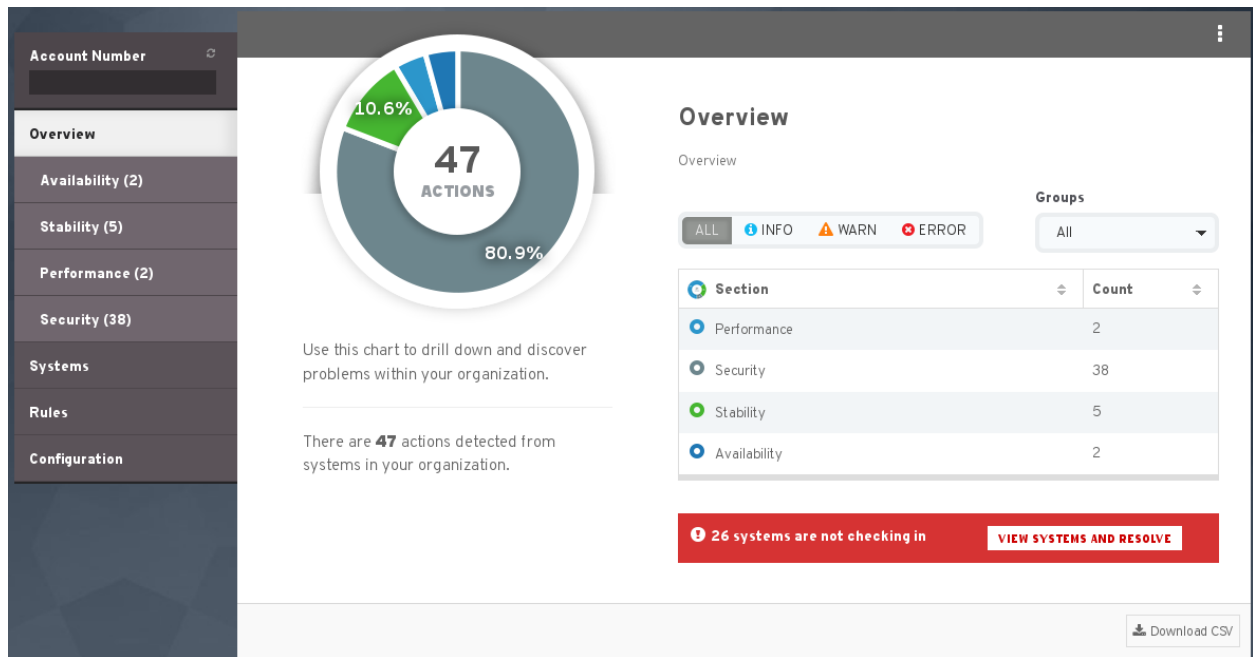 Account Number
Overview
Availability (2)
Stability (5)
Performance (2)
Security (38)
Systems
Rules
Configuration
10.6%
47
ACTIONS
80.9%
Use this chart to drill down and discover
problems within your organization.
There are 47 actions detected from
systems in your organization.
Overview
Overview
Groups
ALL INFO WARN ERROR
All
Section Count
Performance 2
Security 38
Stability 5
Availability 2
26 systems are not checking in VIEW SYSTEMS AND RESOLVE
Download CSV